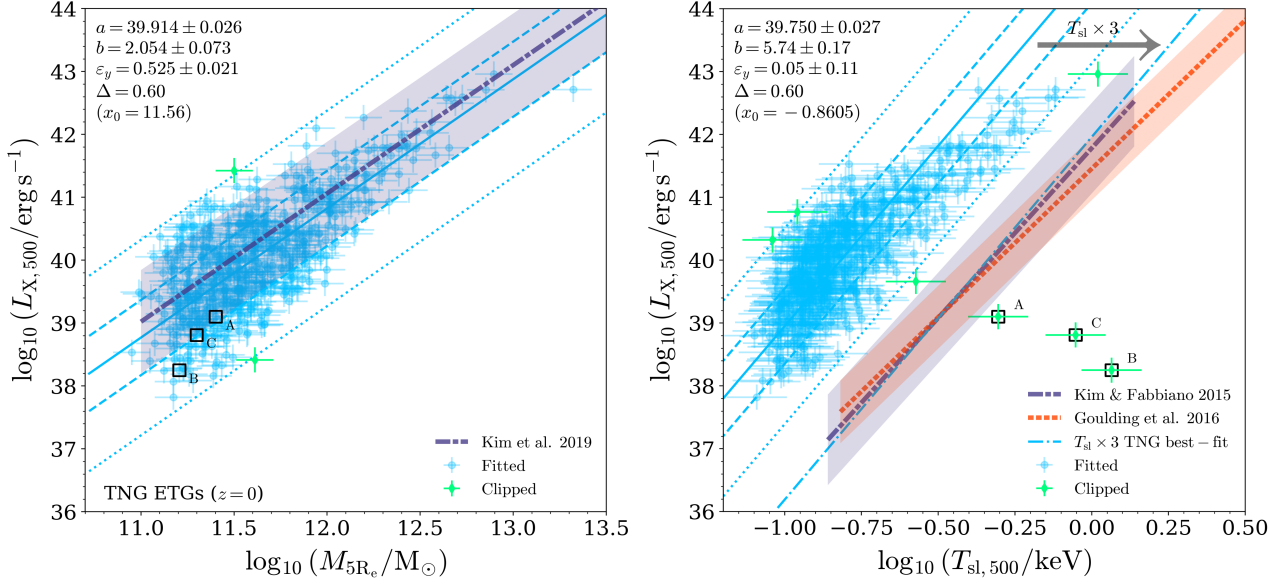 a = 39.914 ± 0.026
b = 2.054 ± 0.073
ε_y = 0.525 ± 0.021
Δ = 0.60
(x_0 = 11.56)
A
C
B
Kim et al. 2019
Fitted
Clipped
TNG ETGs (z = 0)
44
43
42
41
40
39
38
37
36
11.0 11.5 12.0 12.5 13.0 13.5
log_10 (L_X, 500/erg s^−1)
log_10 (M_5R_e/M_⊙)
a = 39.750 ± 0.027
b = 5.74 ± 0.17
ε_y = 0.05 ± 0.11
Δ = 0.60
(x_0 = −0.8605)
T_sl × 3
A
C
B
Kim & Fabbiano 2015
Goulding et al. 2016
T_sl × 3 TNG best−fit
Fitted
Clipped
44
43
42
41
40
39
38
37
36
−1.00 −0.75 −0.50 −0.25 0.00 0.25 0.50
log_10 (L_X, 500/erg s^−1)
log_10 (T_sl, 500/keV)